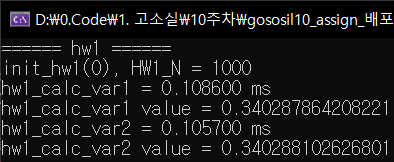 D:\0.Code\1. 고소실\10주차\gososil10_assign_배포
====== hw1 ======
init_hw1(0), HW1_N = 1000
hw1_calc_var1 = 0.108600 ms
hw1_calc_var1 value = 0.340287864208221
hw1_calc_var2 = 0.105700 ms
hw1_calc_var2 value = 0.340288102626801